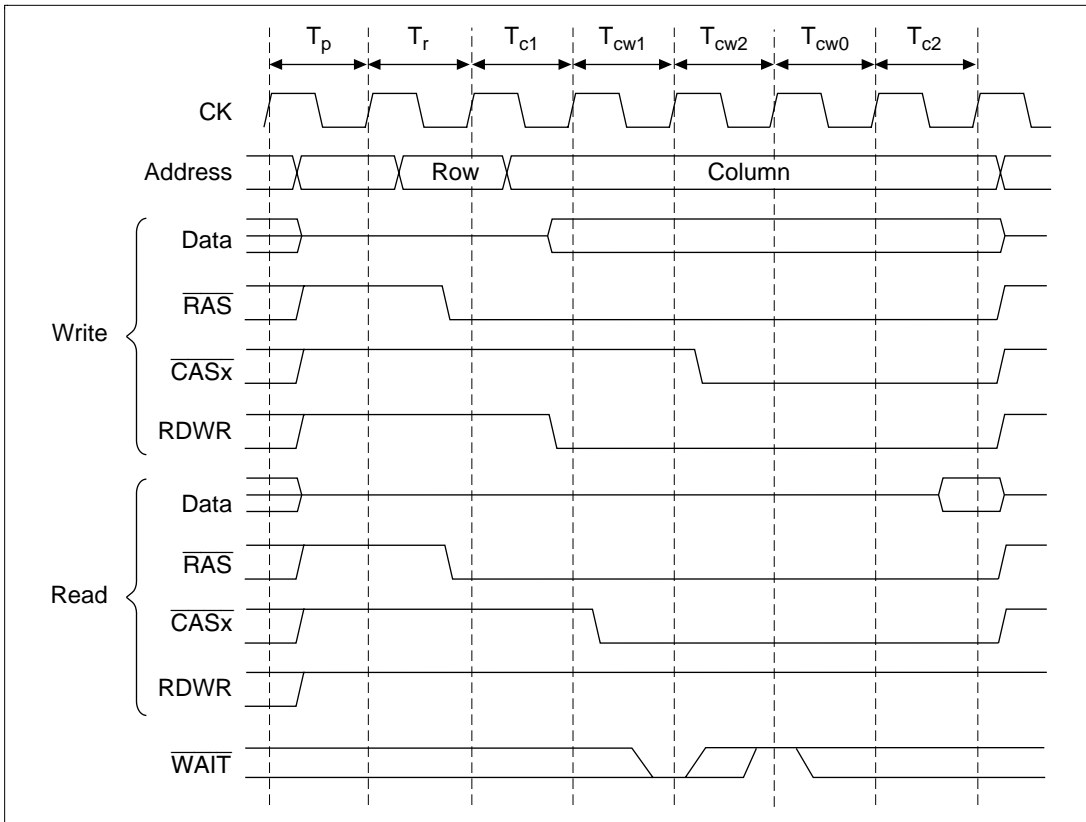 Tp Tr Tc1 Tcw1 Tcw2 Tcw0 Tc2
CK
Address Row Column
Data
RAS
Write
CASx
RDWR
Data
RAS
Read
CASx
RDWR
WAIT